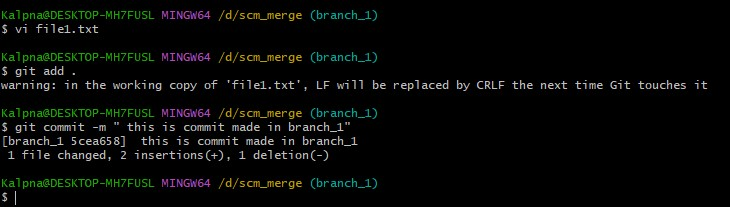 Kalpna@DESKTOP-MH7FUSL MINGW64 /d/scm_merge (branch_1)
$ vi file1.txt
Kalpna@DESKTOP-MH7FUSL MINGW64 /d/scm_merge (branch_1)
$ git add .
warning: in the working copy of 'file1.txt', LF will be replaced by CRLF the next time Git touches it
Kalpna@DESKTOP-MH7FUSL MINGW64 /d/scm_merge (branch_1)
$ git commit -m " this is commit made in branch_1"
[branch_1 5cea658]  this is commit made in branch_1
 1 file changed, 2 insertions(+), 1 deletion(-)
Kalpna@DESKTOP-MH7FUSL MINGW64 /d/scm_merge (branch_1)
$